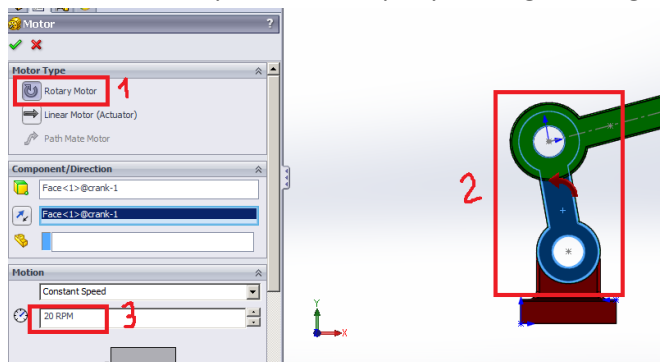 Motor ?
Motor Type
Rotary Motor 1
Linear Motor (Actuator)
Path Mate Motor
Component/Direction
Face<1>@crank-1
Face<1>@crank-1
Motion
Constant Speed
20 RPM 3
2
Y
X